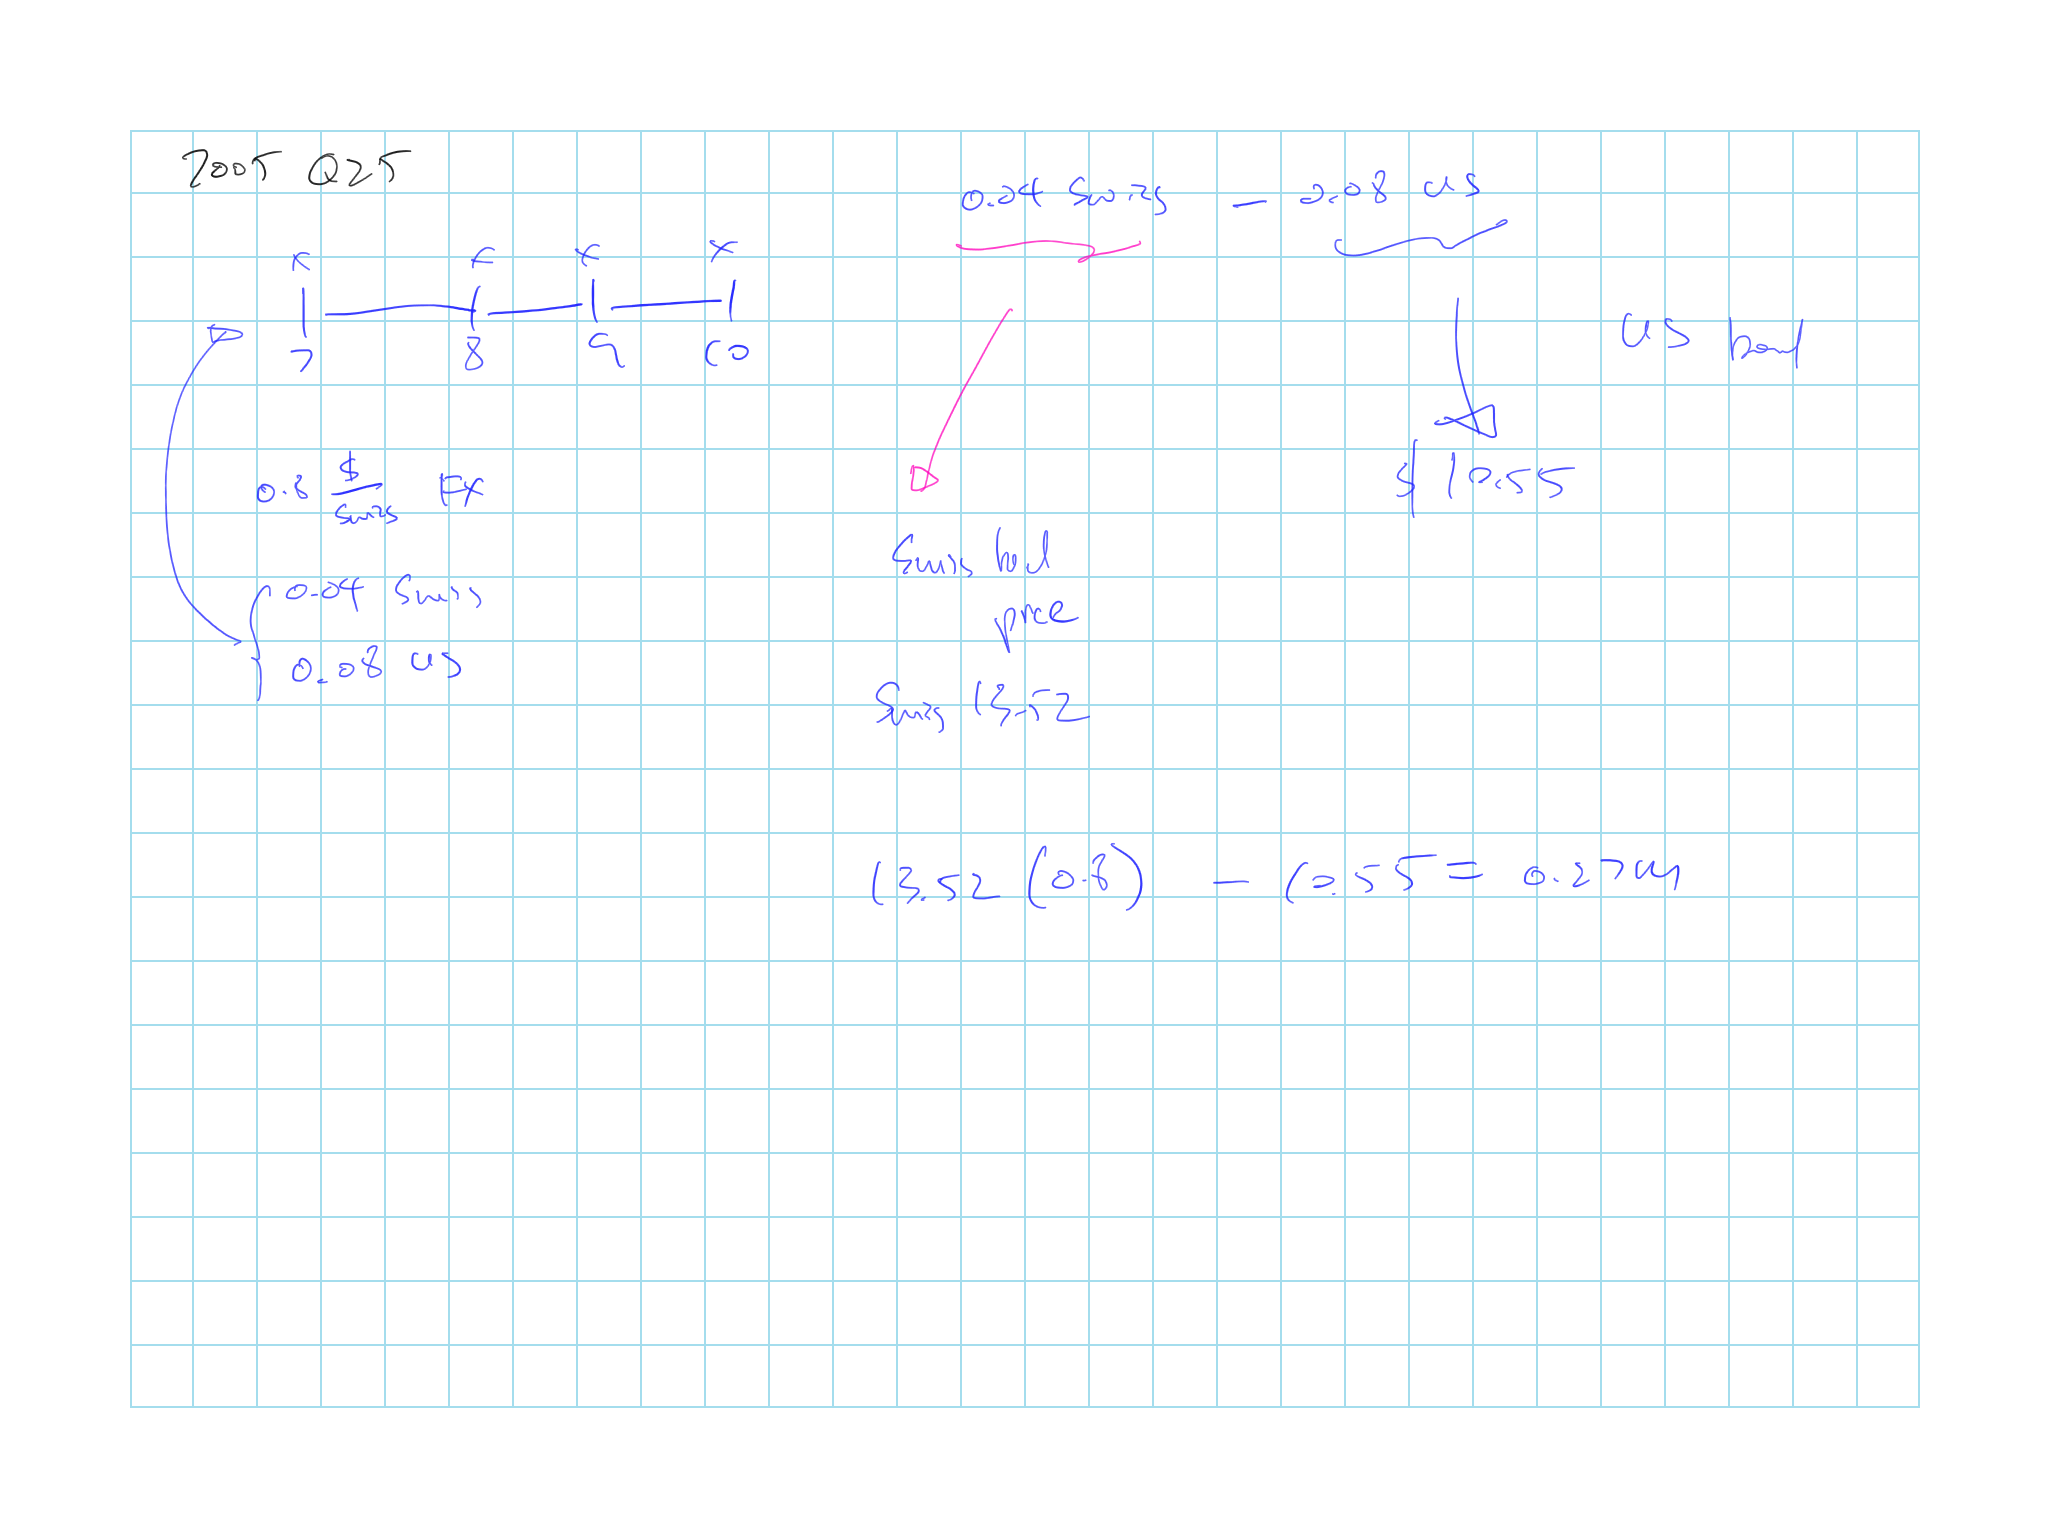 2005 Q25
0.04 Swiss - 0.08 US
x x x x
7 8 9 10
US bond
0.8 $/Swiss FX
$10.55
Swiss bond
price
0.04 Swiss
0.08 US
Swiss 13.52
13.52 (0.8) - 10.55 = 0.27